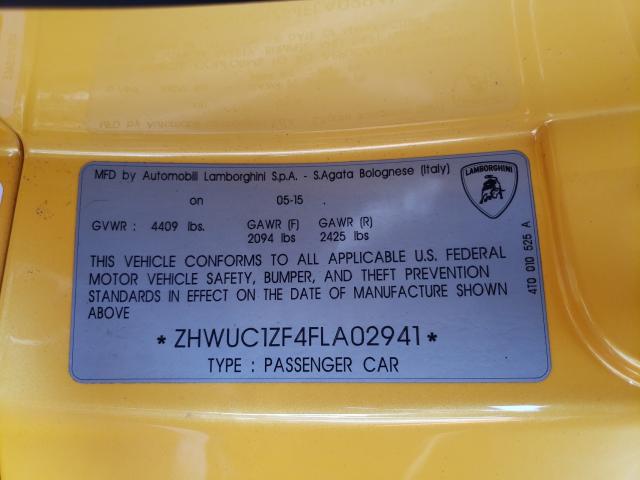 MFD by Automobili Lamborghini S.p.A. - S.Agata Bolognese (Italy)
on 05-15 .
LAMBORGHINI
GVWR : 4409 lbs. GAWR (F) GAWR (R)
2094 lbs 2425 lbs
THIS VEHICLE CONFORMS TO ALL APPLICABLE U.S. FEDERAL
MOTOR VEHICLE SAFETY, BUMPER, AND THEFT PREVENTION
STANDARDS IN EFFECT ON THE DATE OF MANUFACTURE SHOWN
ABOVE
* ZHWUC1ZF4FLA02941 *
TYPE : PASSENGER CAR
4T0 010 525 A